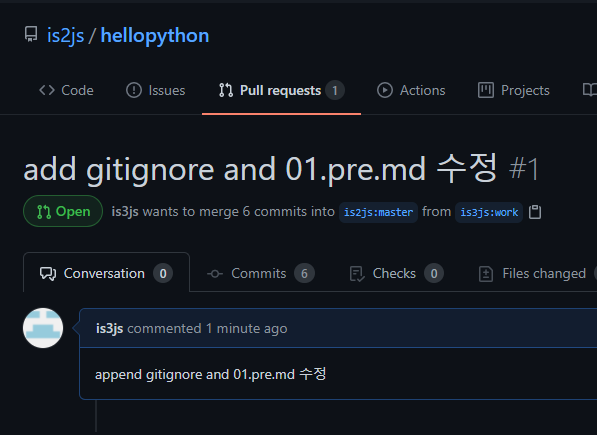 is2js / hellopython
Code Issues Pull requests 1 Actions Projects
add gitignore and 01.pre.md 수정 #1
Open is3js wants to merge 6 commits into is2js:master from is3js:work
Conversation 0 Commits 6 Checks 0 Files changed
is3js commented 1 minute ago
append gitignore and 01.pre.md 수정